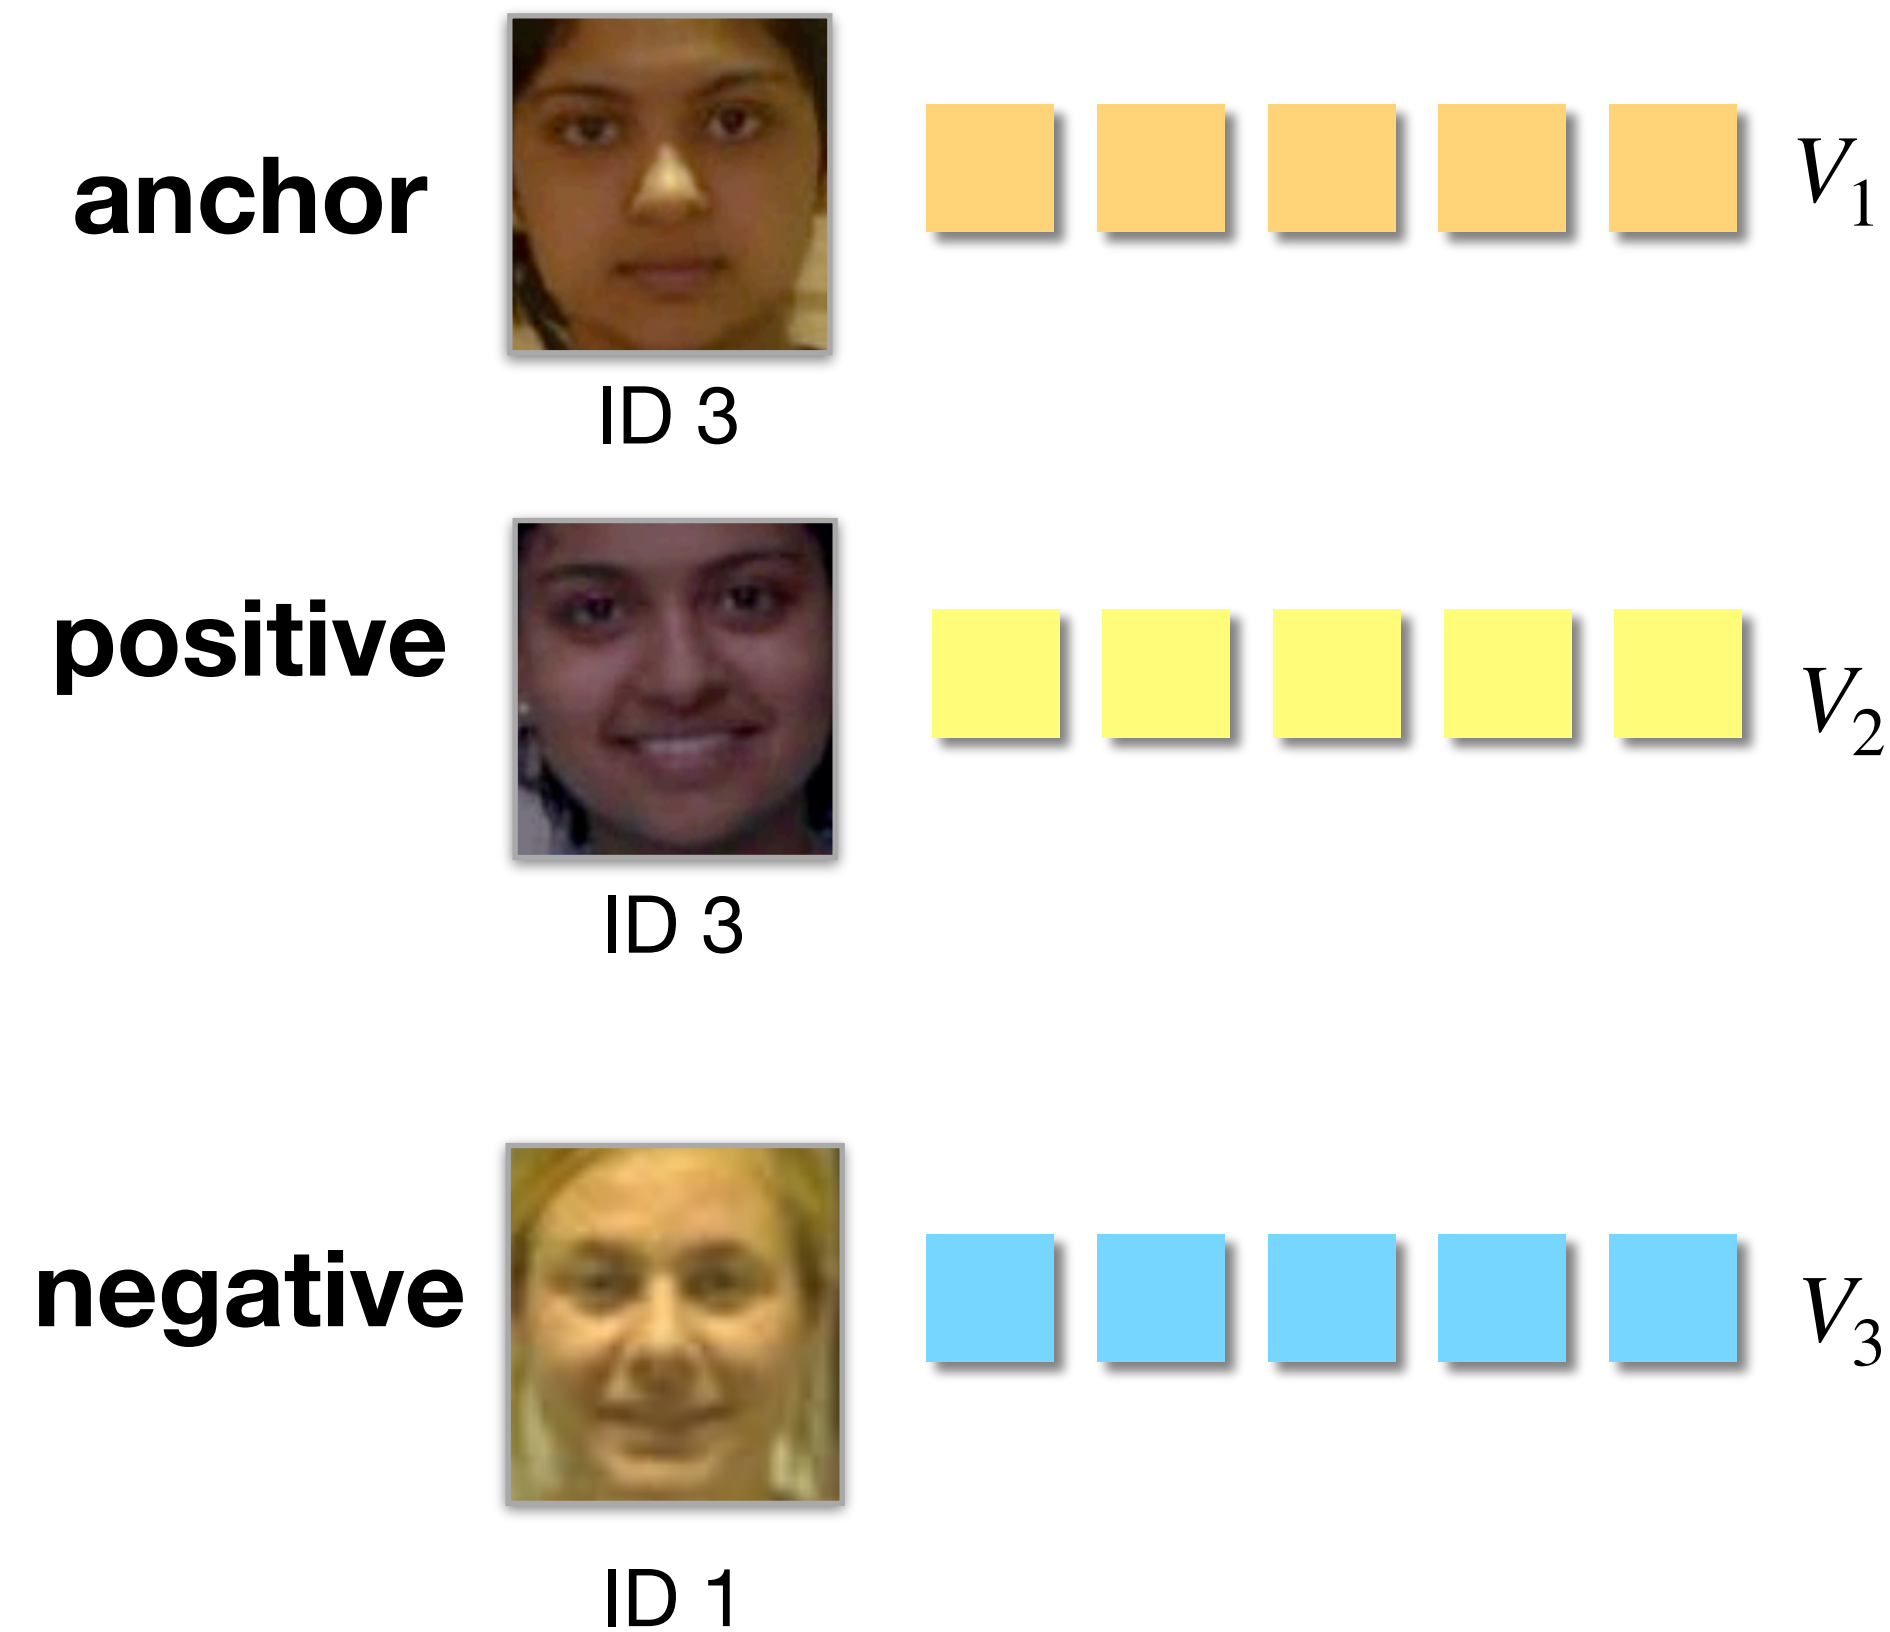 anchor
V₁
ID 3
positive
V₂
ID 3
negative
V₃
ID 1